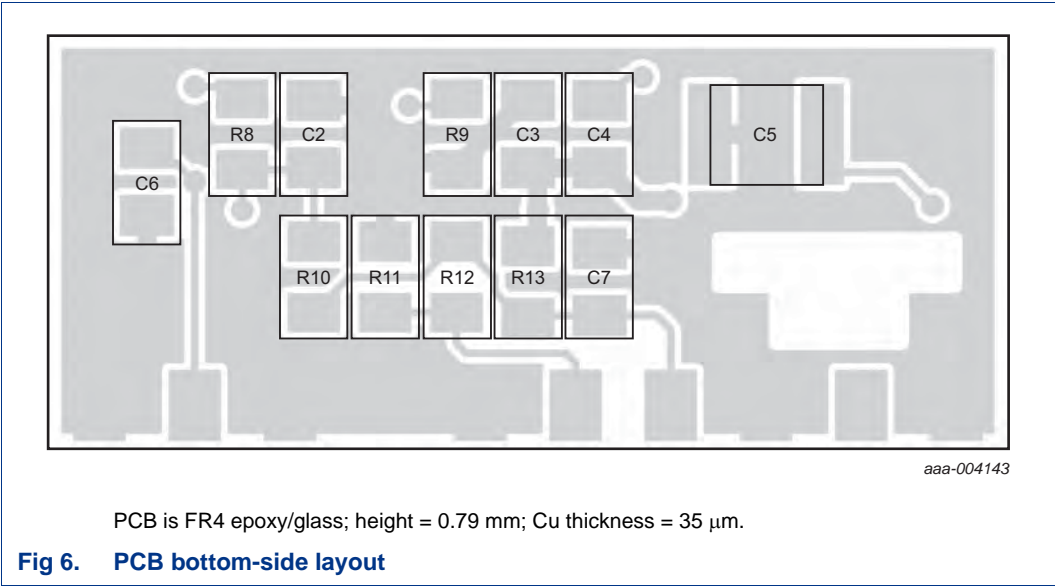 R8 C2 R9 C3 C4 C5
C6
R10 R11 R12 R13 C7
aaa-004143
PCB is FR4 epoxy/glass; height = 0.79 mm; Cu thickness = 35 μm.
Fig 6. PCB bottom-side layout